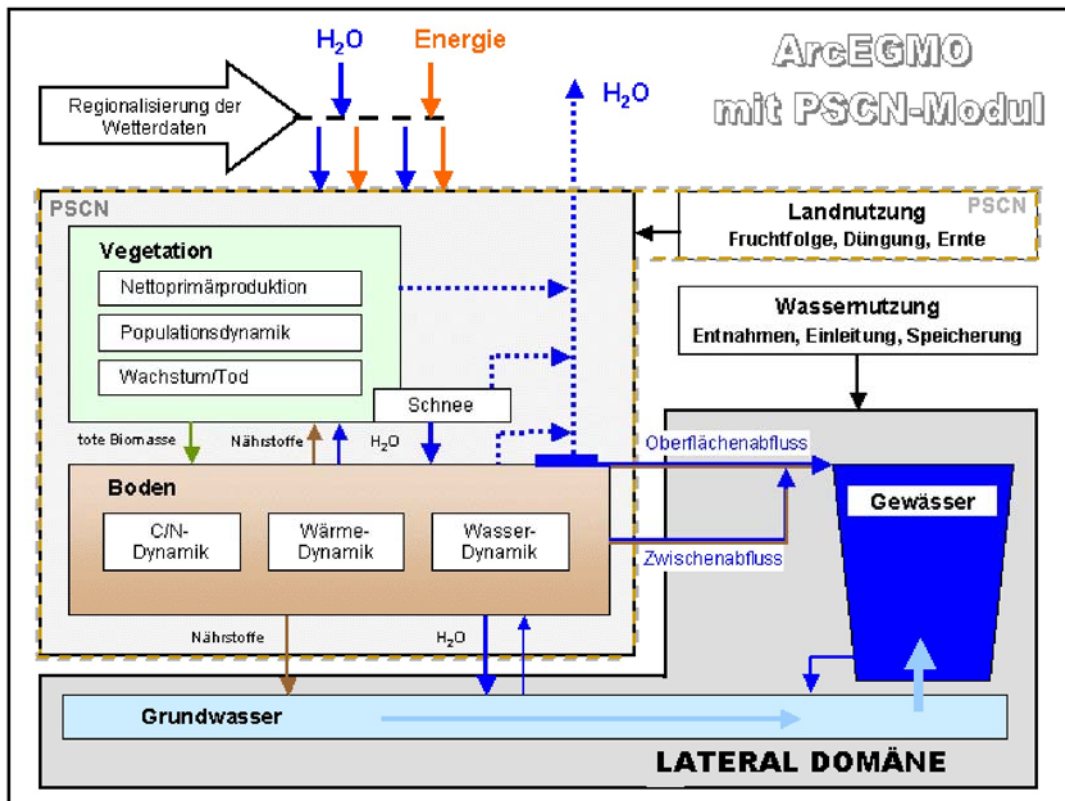 H₂O
Energie
ArcEGMO
mit PSCN-Modul
Regionalisierung der
Wetterdaten
H₂O
PSCN
PSCN
Landnutzung
Fruchtfolge, Düngung, Ernte
Vegetation
Nettoprimärproduktion
Populationsdynamik
Wachstum/Tod
Wassernutzung
Entnahmen, Einleitung, Speicherung
Schnee
tote Biomasse
Nährstoffe
H₂O
Oberflächenabfluss
Boden
C/N-
Dynamik
Wärme-
Dynamik
Wasser-
Dynamik
Gewässer
Zwischenabfluss
Nährstoffe
H₂O
Grundwasser
LATERAL DOMÄNE